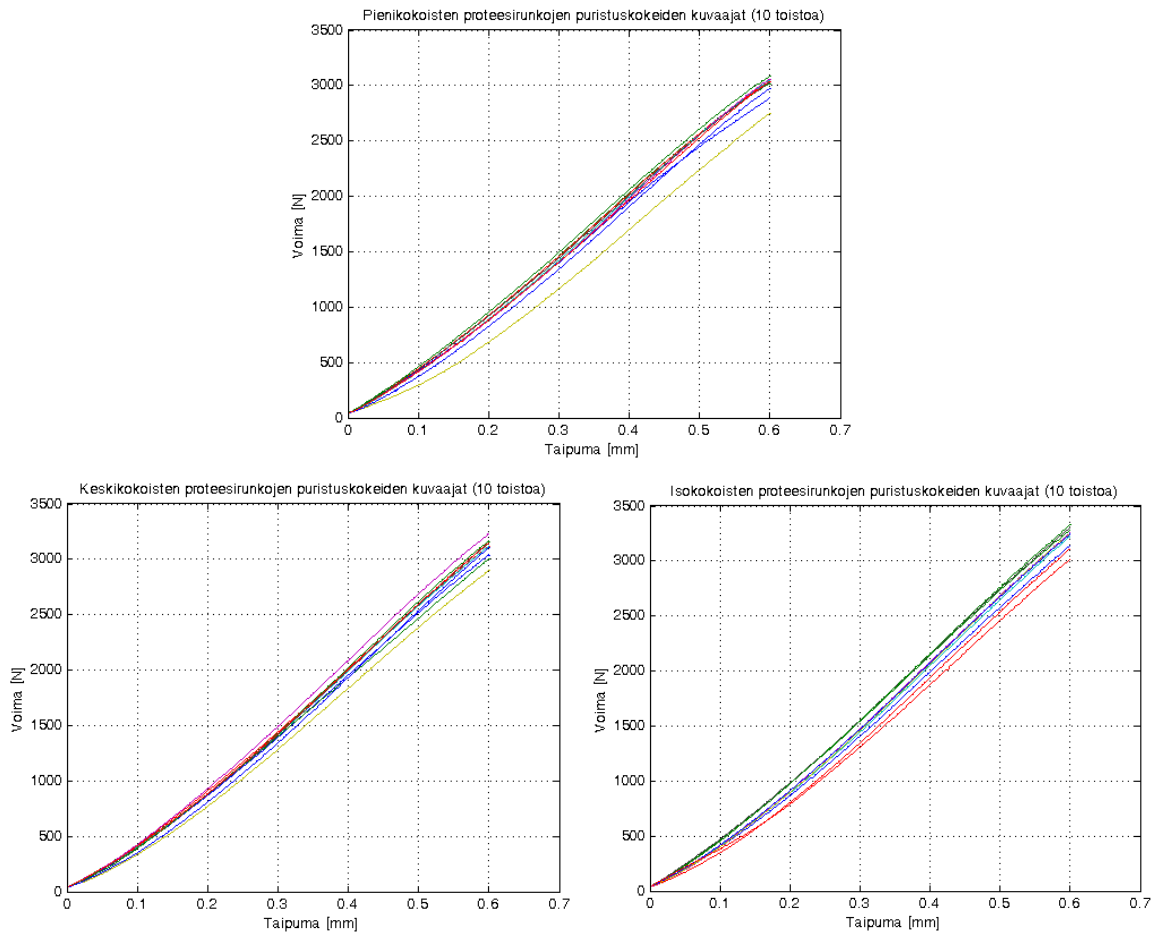 Pienikokoisten proteesirunkojen puristuskokeiden kuvaajat (10 toistoa)
3500
3000
2500
2000
1500
1000
500
0
Voima [N]
0 0.1 0.2 0.3 0.4 0.5 0.6 0.7
Taipuma [mm]
Keskikokoisten proteesirunkojen puristuskokeiden kuvaajat (10 toistoa)
3500
3000
2500
2000
1500
1000
500
0
Voima [N]
0 0.1 0.2 0.3 0.4 0.5 0.6 0.7
Taipuma [mm]
Isokokoisten proteesirunkojen puristuskokeiden kuvaajat (10 toistoa)
3500
3000
2500
2000
1500
1000
500
0
Voima [N]
0 0.1 0.2 0.3 0.4 0.5 0.6 0.7
Taipuma [mm]